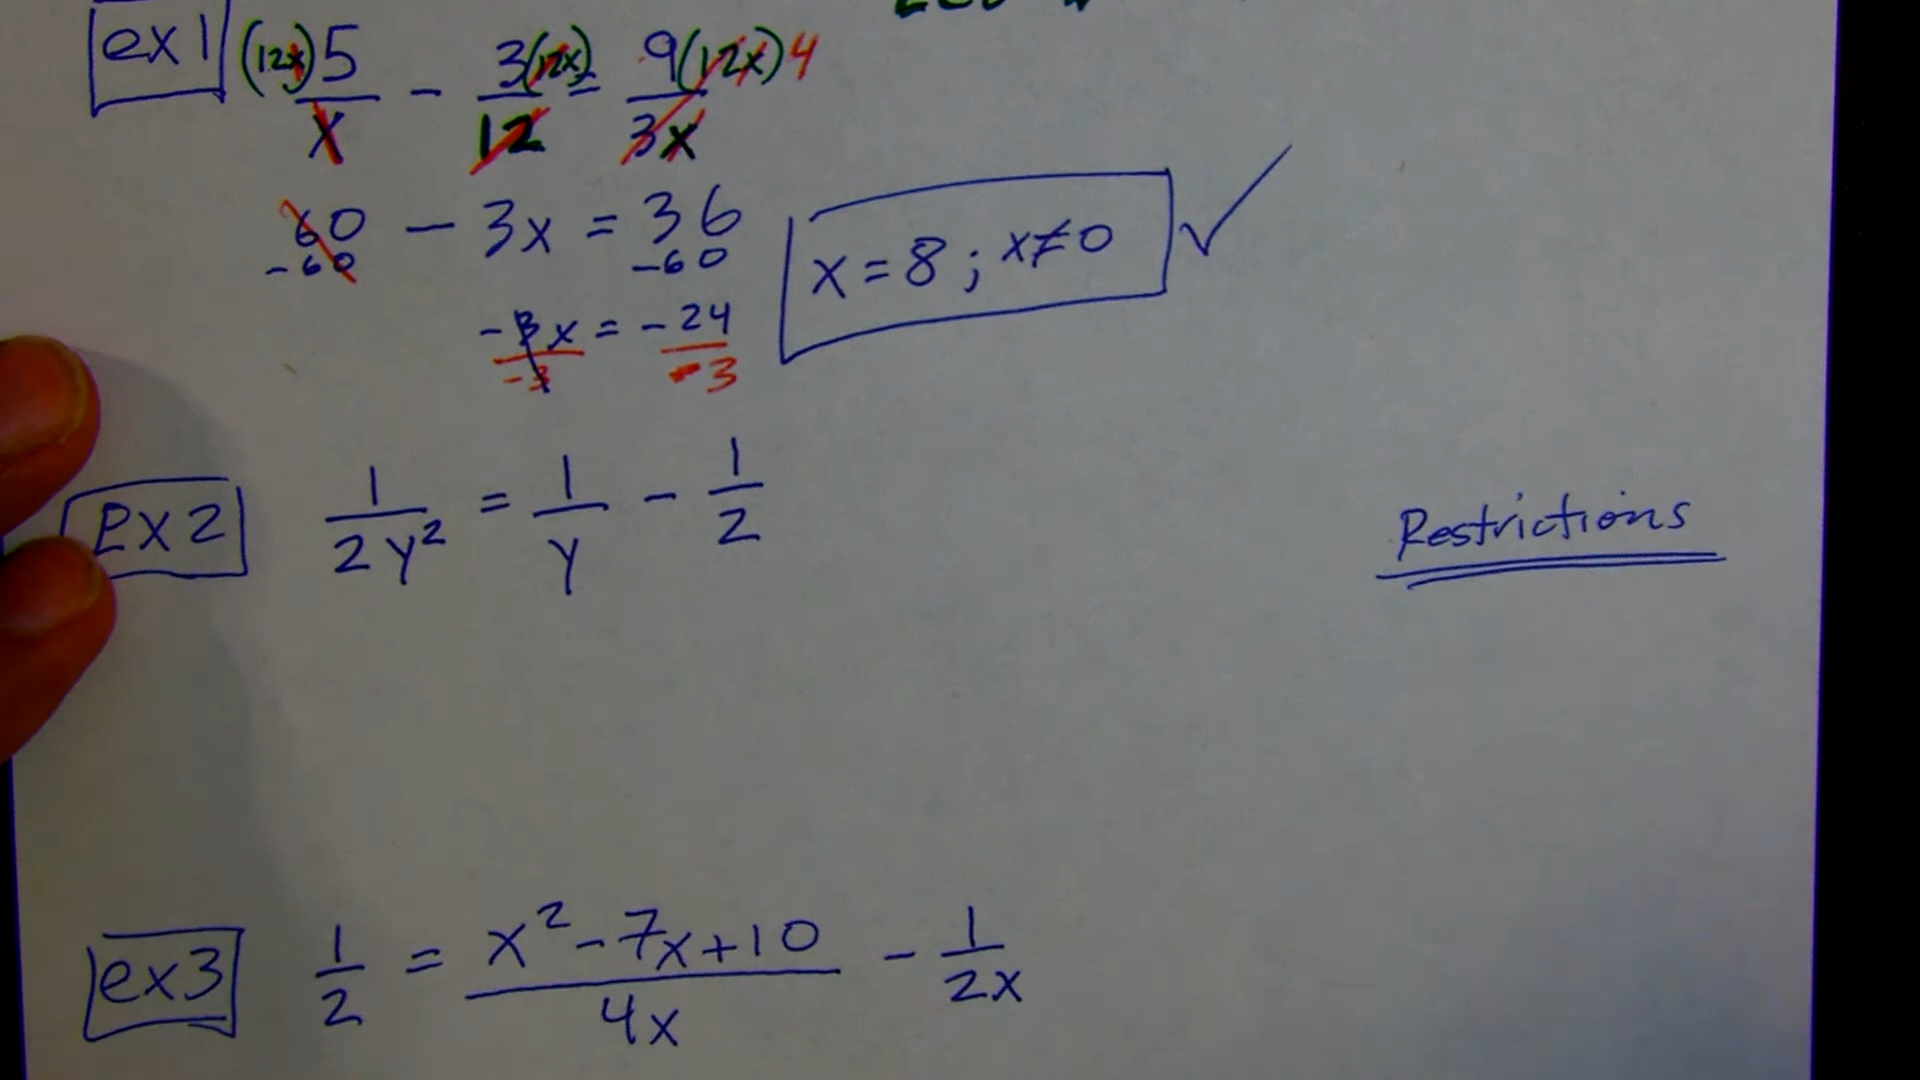 ex1 (12x)5/x - 3(12x)/12 = 9(12x)4/3x
60 - 3x = 36
-60 -60
x = 8 ; x≠0 ✓
-3x = -24
-3 -3
ex2 1/2y² = 1/y - 1/2
Restrictions
ex3 1/2 = x²-7x+10/4x - 1/2x